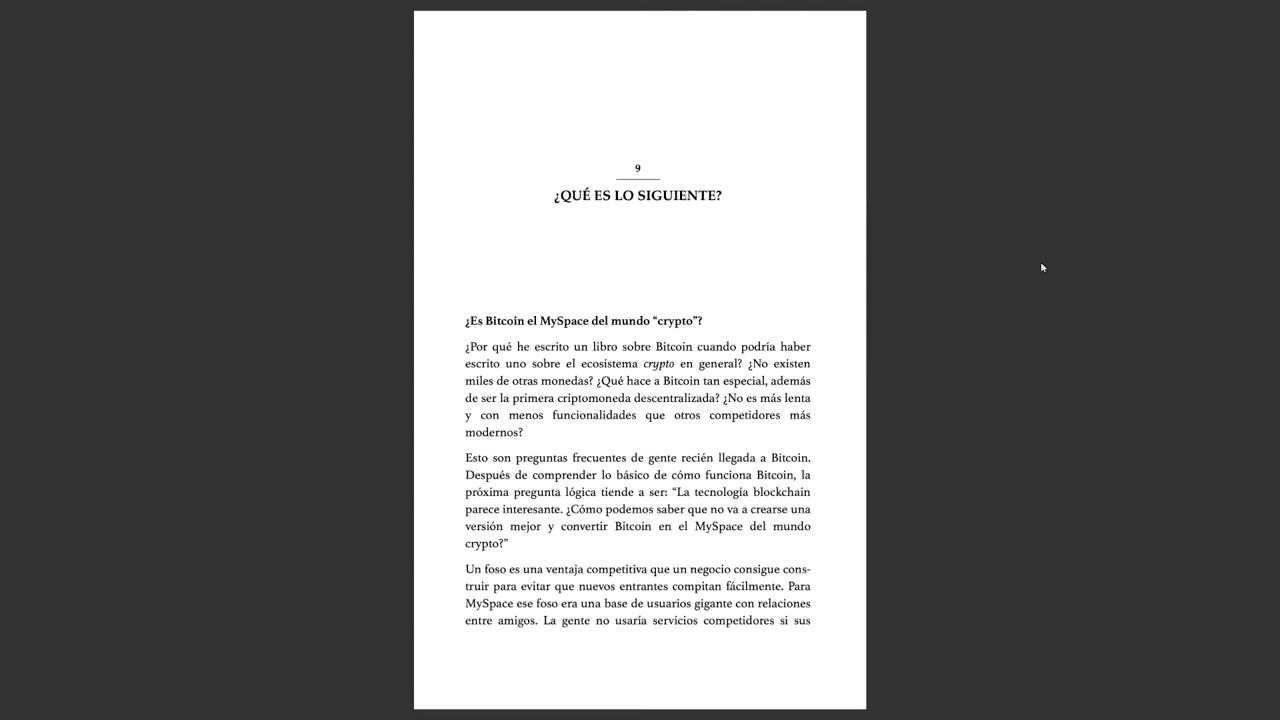 9
¿QUÉ ES LO SIGUIENTE?
¿Es Bitcoin el MySpace del mundo “crypto”?
¿Por qué he escrito un libro sobre Bitcoin cuando podría haber
escrito uno sobre el ecosistema crypto en general? ¿No existen
miles de otras monedas? ¿Qué hace a Bitcoin tan especial, además
de ser la primera criptomoneda descentralizada? ¿No es más lenta
y con menos funcionalidades que otros competidores más
modernos?
Esto son preguntas frecuentes de gente recién llegada a Bitcoin.
Después de comprender lo básico de cómo funciona Bitcoin, la
próxima pregunta lógica tiende a ser: “La tecnología blockchain
parece interesante. ¿Cómo podemos saber que no va a crearse una
versión mejor y convertir Bitcoin en el MySpace del mundo
crypto?”
Un foso es una ventaja competitiva que un negocio consigue cons-
truir para evitar que nuevos entrantes compitan fácilmente. Para
MySpace ese foso era una base de usuarios gigante con relaciones
entre amigos. La gente no usaría servicios competidores si sus